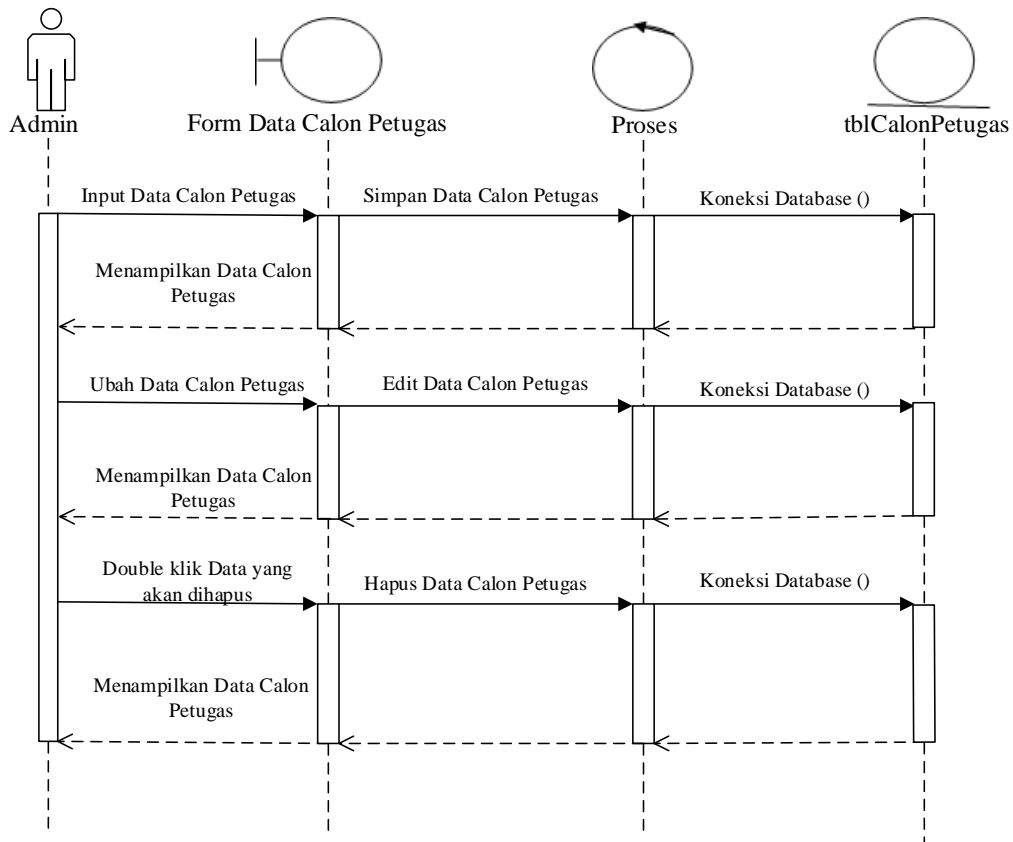 Admin
Form Data Calon Petugas
Proses
tblCalonPetugas
Input Data Calon Petugas
Simpan Data Calon Petugas
Koneksi Database ()
Menampilkan Data Calon
Petugas
Ubah Data Calon Petugas
Edit Data Calon Petugas
Koneksi Database ()
Menampilkan Data Calon
Petugas
Double klik Data yang
akan dihapus
Hapus Data Calon Petugas
Koneksi Database ()
Menampilkan Data Calon
Petugas